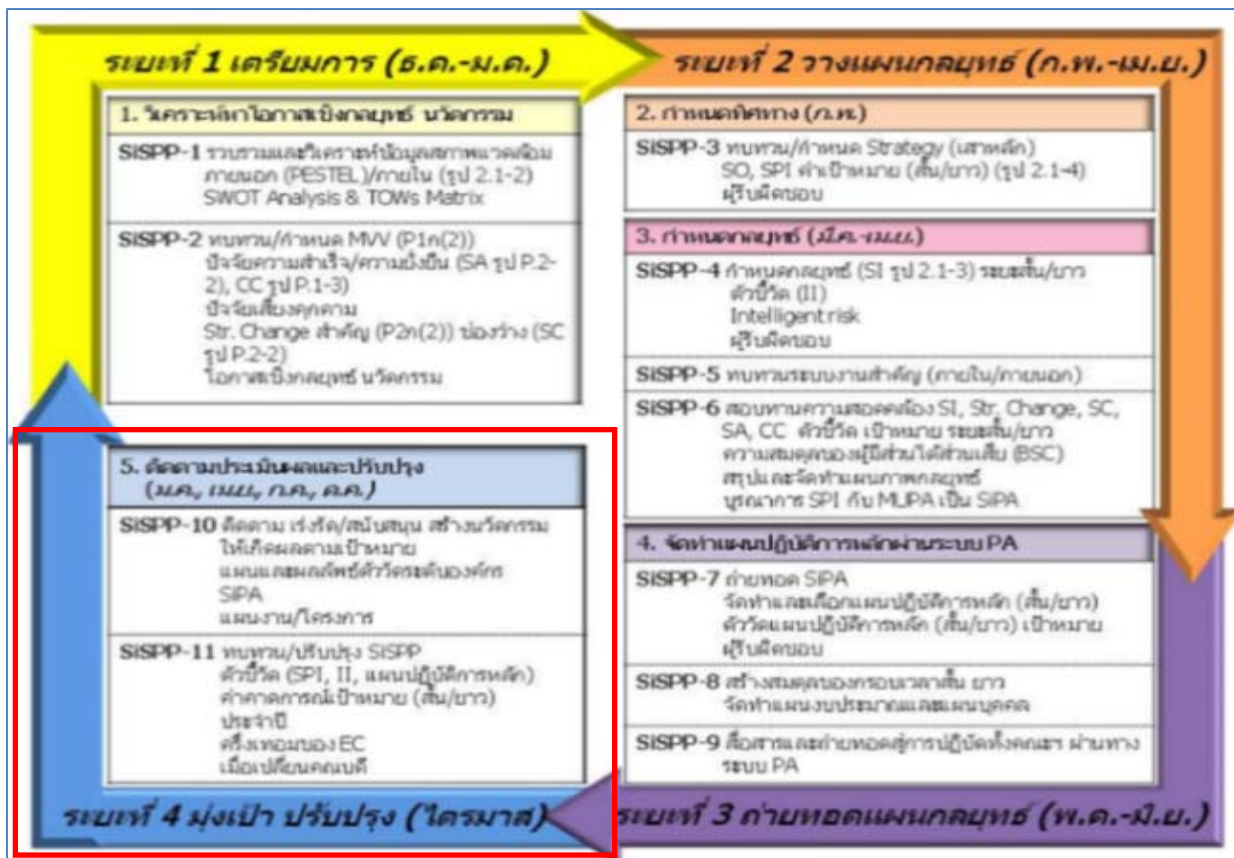 ระยะที่ 1 เตรียมการ (ธ.ค.-ม.ค.)
1. วิเคราะห์หาโอกาสเชิงกลยุทธ์ นวัตกรรม
SiSPP-1 รวบรวมและวิเคราะห์ข้อมูลสภาพแวดล้อม
ภายนอก (PESTEL)/ภายใน (รูป 2.1-2)
SWOT Analysis & TOWs Matrix
SiSPP-2 ทบทวน/กำหนด MVV (P1ก(2))
ปัจจัยความสำเร็จ/ความยั่งยืน (SA รูป P.2-
2), CC รูป P.1-3)
ปัจจัยเสี่ยงคุกคาม
Str. Change สำคัญ (P2ก(2)) ช่องว่าง (SC
รูป P.2-2)
โอกาสเชิงกลยุทธ์ นวัตกรรม
ระยะที่ 2 วางแผนกลยุทธ์ (ก.พ.-เม.ย.)
2. กำหนดทิศทาง (ก.พ.)
SiSPP-3 ทบทวน/กำหนด Strategy (เสาหลัก)
SO, SPI ค่าเป้าหมาย (สั้น/ยาว) (รูป 2.1-4)
ผู้รับผิดชอบ
3. กำหนดกลยุทธ์ (มี.ค.-เม.ย.)
SiSPP-4 กำหนดกลยุทธ์ (SI รูป 2.1-3) ระยะสั้น/ยาว
ตัวชี้วัด (II)
Intelligent risk
ผู้รับผิดชอบ
SiSPP-5 ทบทวนระบบงานสำคัญ (ภายใน/ภายนอก)
SiSPP-6 สอบทานความสอดคล้อง SI, Str. Change, SC,
SA, CC ตัวชี้วัด เป้าหมาย ระยะสั้น/ยาว
ความสมดุลของผู้มีส่วนได้ส่วนเสีย (BSC)
สรุปและจัดทำแผนภาพกลยุทธ์
บูรณาการ SPI กับ MUPA เป็น SiPA
4. จัดทำแผนปฏิบัติการหลักผ่านระบบ PA
SiSPP-7 ถ่ายทอด SiPA
จัดทำและเลือกแผนปฏิบัติการหลัก (สั้น/ยาว)
ตัววัดแผนปฏิบัติการหลัก (สั้น/ยาว) เป้าหมาย
ผู้รับผิดชอบ
SiSPP-8 สร้างสมดุลของกรอบเวลาสั้น ยาว
จัดทำแผนงบประมาณและแผนบุคคล
SiSPP-9 สื่อสารและถ่ายทอดสู่การปฏิบัติทั้งคณะฯ ผ่านทาง
ระบบ PA
ระยะที่ 3 ถ่ายทอดแผนกลยุทธ์ (พ.ค.-มิ.ย.)
5. ติดตามประเมินผลและปรับปรุง
(ม.ค., เม.ย., ก.ค., ต.ค.)
SiSPP-10 ติดตาม เร่งรัด/สนับสนุน สร้างนวัตกรรม
ให้เกิดผลตามเป้าหมาย
แผนและผลลัพธ์ตัววัดระดับองค์กร
SiPA
แผนงาน/โครงการ
SiSPP-11 ทบทวน/ปรับปรุง SiSPP
ตัวชี้วัด (SPI, II, แผนปฏิบัติการหลัก)
ค่าคาดการณ์เป้าหมาย (สั้น/ยาว)
ประจำปี
ครึ่งเทอมของ EC
เมื่อเปลี่ยนคณบดี
ระยะที่ 4 มุ่งเป้า ปรับปรุง (ไตรมาส)